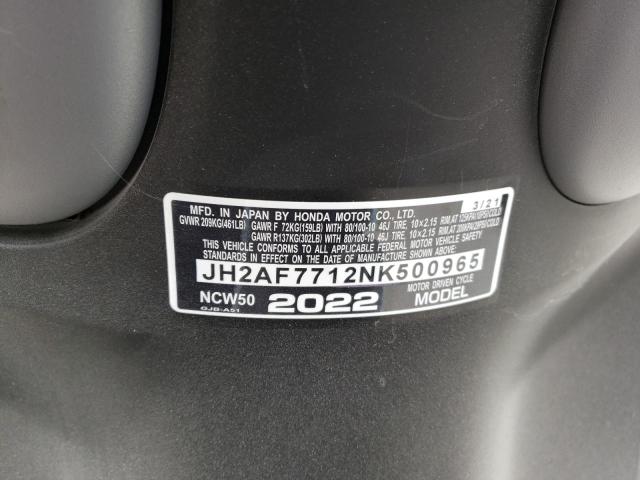 MFD. IN JAPAN BY HONDA MOTOR CO., LTD. 3/21
GVWR 209KG(461LB) GAWR F 72KG(159LB) WITH 80/100-10 46J TIRE, 10 × 2.15 RIM, AT 125KPA(18PSI)(COLD)
GAWR R137KG(302LB) WITH 80/100-10 46J TIRE, 10 × 2.15 RIM, AT 200KPA(29PSI)(COLD)
THIS VEHICLE CONFORMS TO ALL APPLICABLE FEDERAL MOTOR VEHICLE SAFETY
STANDARDS IN EFFECT ON THE DATE OF MANUFACTURE SHOWN ABOVE.
JH2AF7712NK500965
MOTOR DRIVEN CYCLE
NCW50 2022 MODEL
GJB-A51